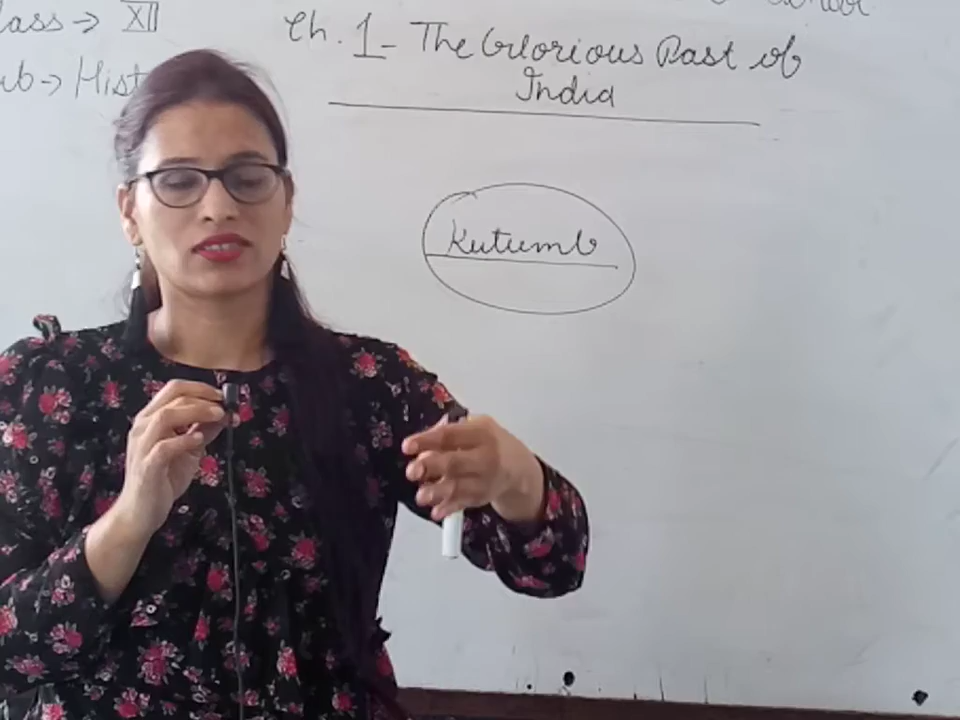 lass → XII
Ch. 1- The Glorious Past of
India
ub → Hist
Kutumb